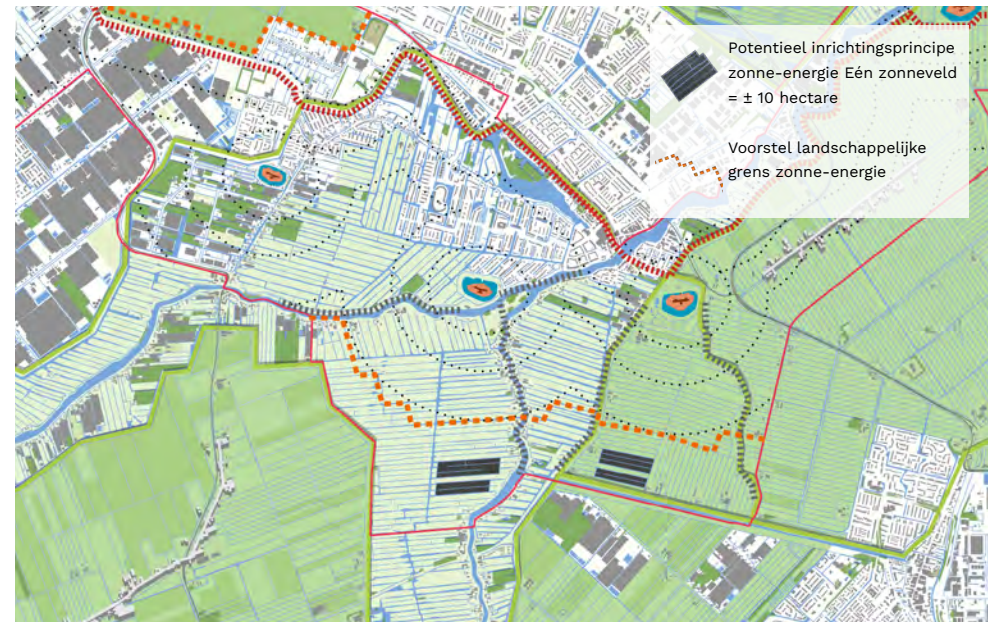 Potentieel inrichtingsprincipe
zonne-energie Eén zonneveld
= ± 10 hectare
Voorstel landschappelijke
grens zonne-energie